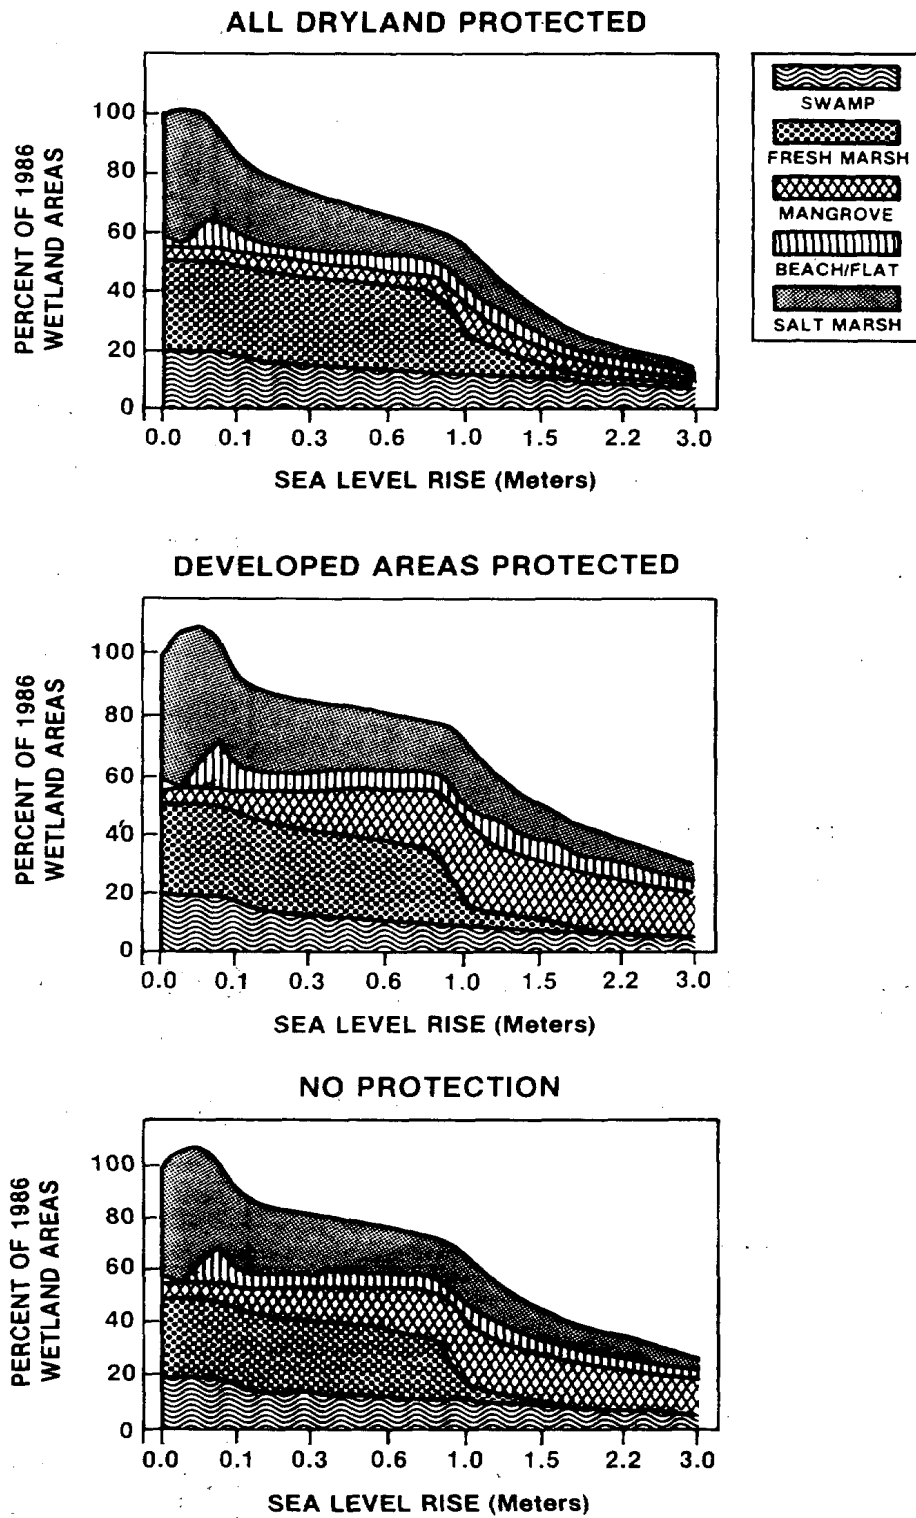 ALL DRYLAND PROTECTED
PERCENT OF 1986
WETLAND AREAS
100
80
60
40
20
0
0.0 0.1 0.3 0.6 1.0 1.5 2.2 3.0
SEA LEVEL RISE (Meters)
SWAMP
FRESH MARSH
MANGROVE
BEACH/FLAT
SALT MARSH
DEVELOPED AREAS PROTECTED
PERCENT OF 1986
WETLAND AREAS
100
80
60
40
20
0
0.0 0.1 0.3 0.6 1.0 1.5 2.2 3.0
SEA LEVEL RISE (Meters)
NO PROTECTION
PERCENT OF 1986
WETLAND AREAS
100
80
60
40
20
0
0.0 0.1 0.3 0.6 1.0 1.5 2.2 3.0
SEA LEVEL RISE (Meters)